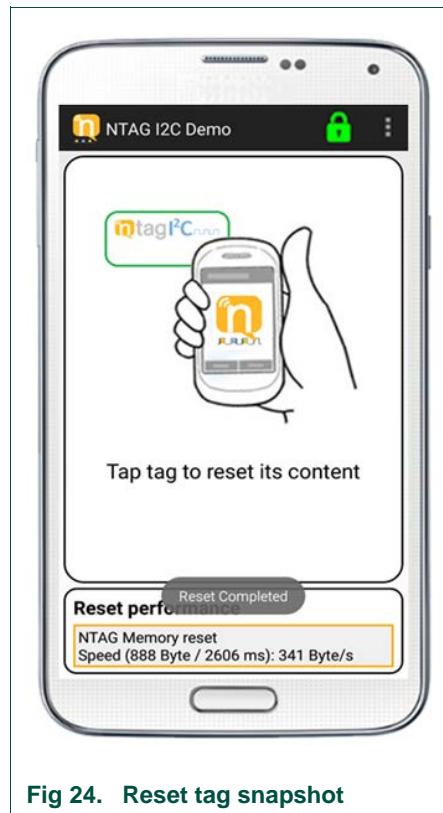 NTAG I2C Demo
ntag I²C
Tap tag to reset its content
Reset Completed
Reset performance
NTAG Memory reset
Speed (888 Byte / 2606 ms): 341 Byte/s
Fig 24. Reset tag snapshot